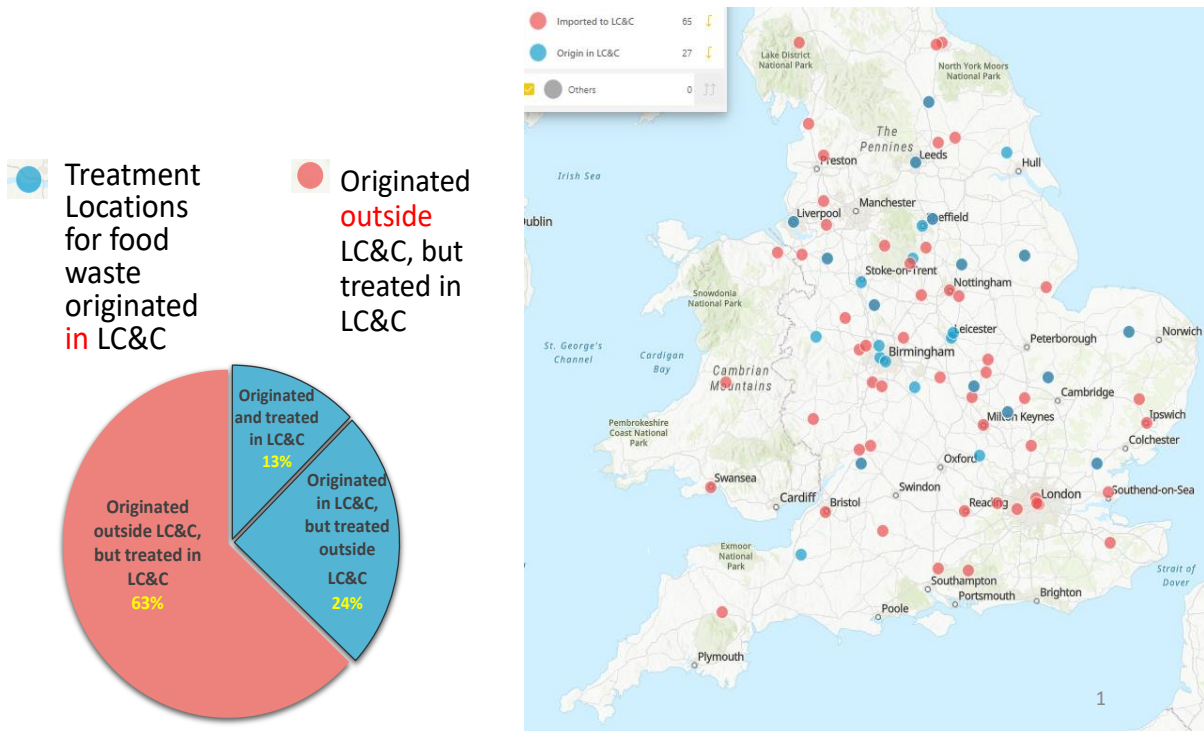 Treatment
Locations
for food
waste
originated
in LC&C
Originated
outside
LC&C, but
treated in
LC&C
Originated
and treated
in LC&C
13%
Originated
in LC&C,
but treated
outside
LC&C
24%
Originated
outside LC&C,
but treated in
LC&C
63%
Imported to LC&C 65
Origin in LC&C 27
Others 0
Lake District
National Park
North York Moors
National Park
The
Pennines
Leeds
Hull
Preston
Irish Sea
Manchester
Liverpool
Dublin
Sheffield
Stoke-on-Trent
Nottingham
Snowdonia
National Park
Leicester
Norwich
Peterborough
St. George's
Channel
Cardigan
Bay
Birmingham
Cambrian
Mountains
Cambridge
Milton Keynes
Ipswich
Colchester
Pembrokeshire
Coast National
Park
Oxford
Swansea
Cardiff
Swindon
Bristol
Reading
London
Southend-on-Sea
Exmoor
National
Park
Strait of
Dover
Southampton
Portsmouth
Brighton
Poole
Plymouth
1